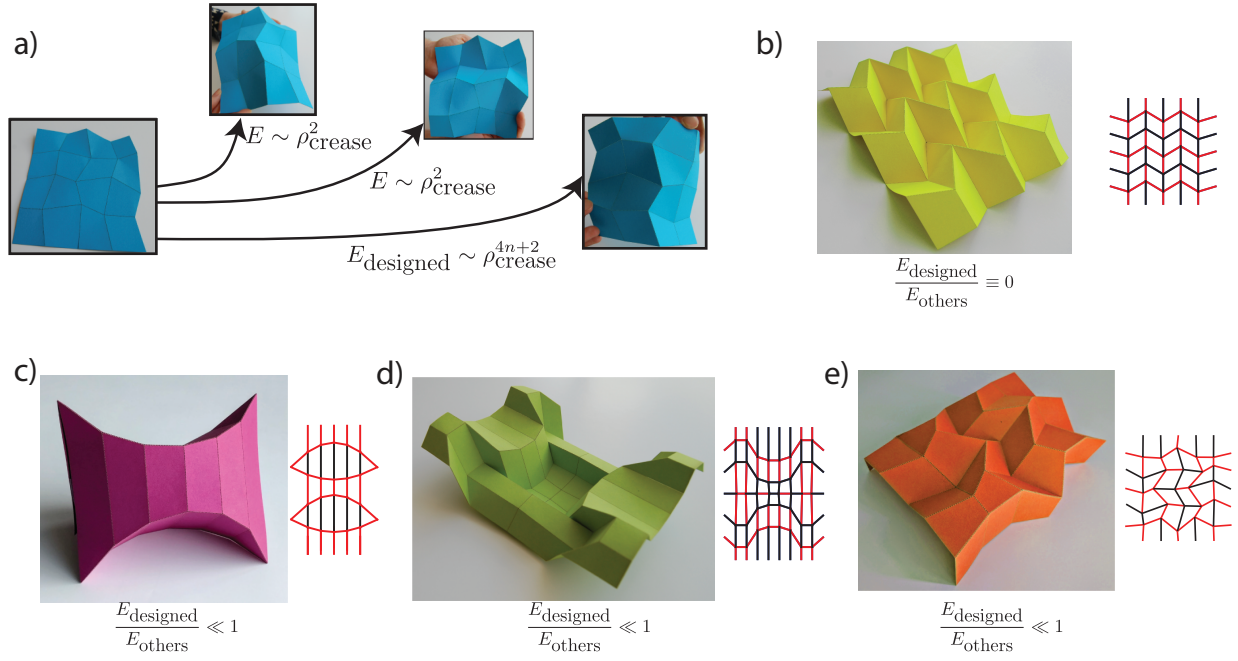 a)
E ∼ ρ²crease
E ∼ ρ²crease
Edesigned ∼ ρ⁴ⁿ⁺²crease
b)
Edesigned
Eothers
≡ 0
c)
Edesigned
Eothers
≪ 1
d)
Edesigned
Eothers
≪ 1
e)
Edesigned
Eothers
≪ 1